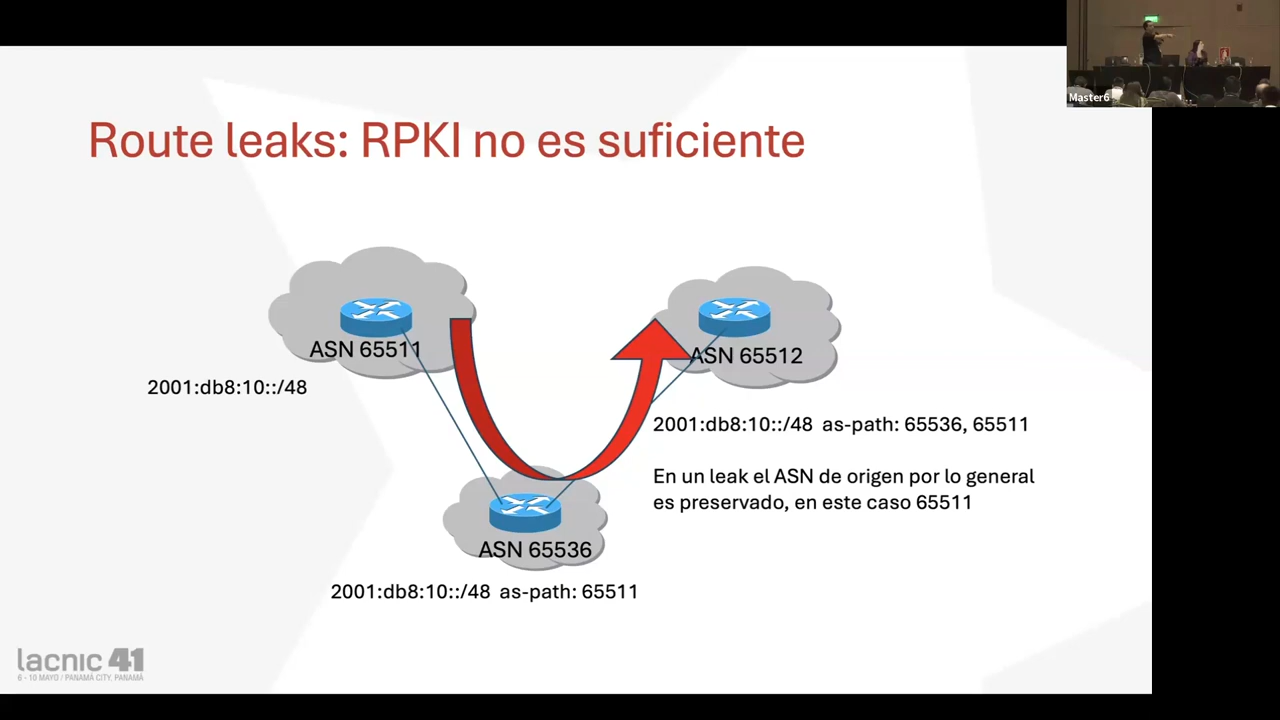 Master6
Route leaks: RPKI no es suficiente
ASN 65511
ASN 65512
2001:db8:10::/48
2001:db8:10::/48 as-path: 65536, 65511
En un leak el ASN de origen por lo general
es preservado, en este caso 65511
ASN 65536
2001:db8:10::/48 as-path: 65511
lacnic 41
6 - 10 MAYO / PANAMÁ CITY, PANAMÁ